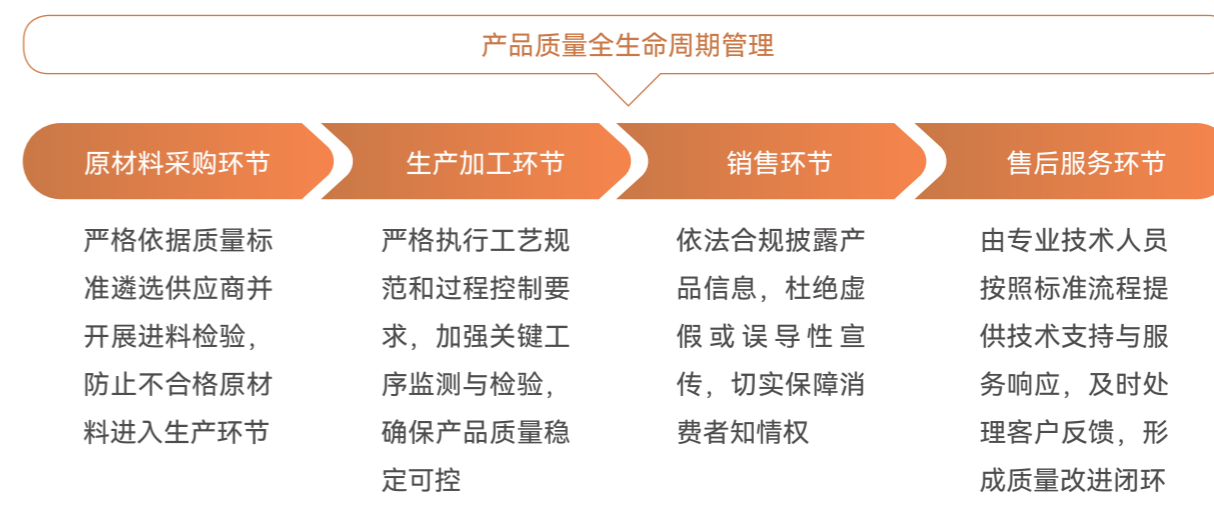 产品质量全生命周期管理
原材料采购环节
严格依据质量标
准遴选供应商并
开展进料检验，
防止不合格原材
料进入生产环节
生产加工环节
严格执行工艺规
范和过程控制要
求，加强关键工
序监测与检验，
确保产品质量稳
定可控
销售环节
依法合规披露产
品信息，杜绝虚
假或误导性宣
传，切实保障消
费者知情权
售后服务环节
由专业技术人员
按照标准流程提
供技术支持与服
务响应，及时处
理客户反馈，形
成质量改进闭环